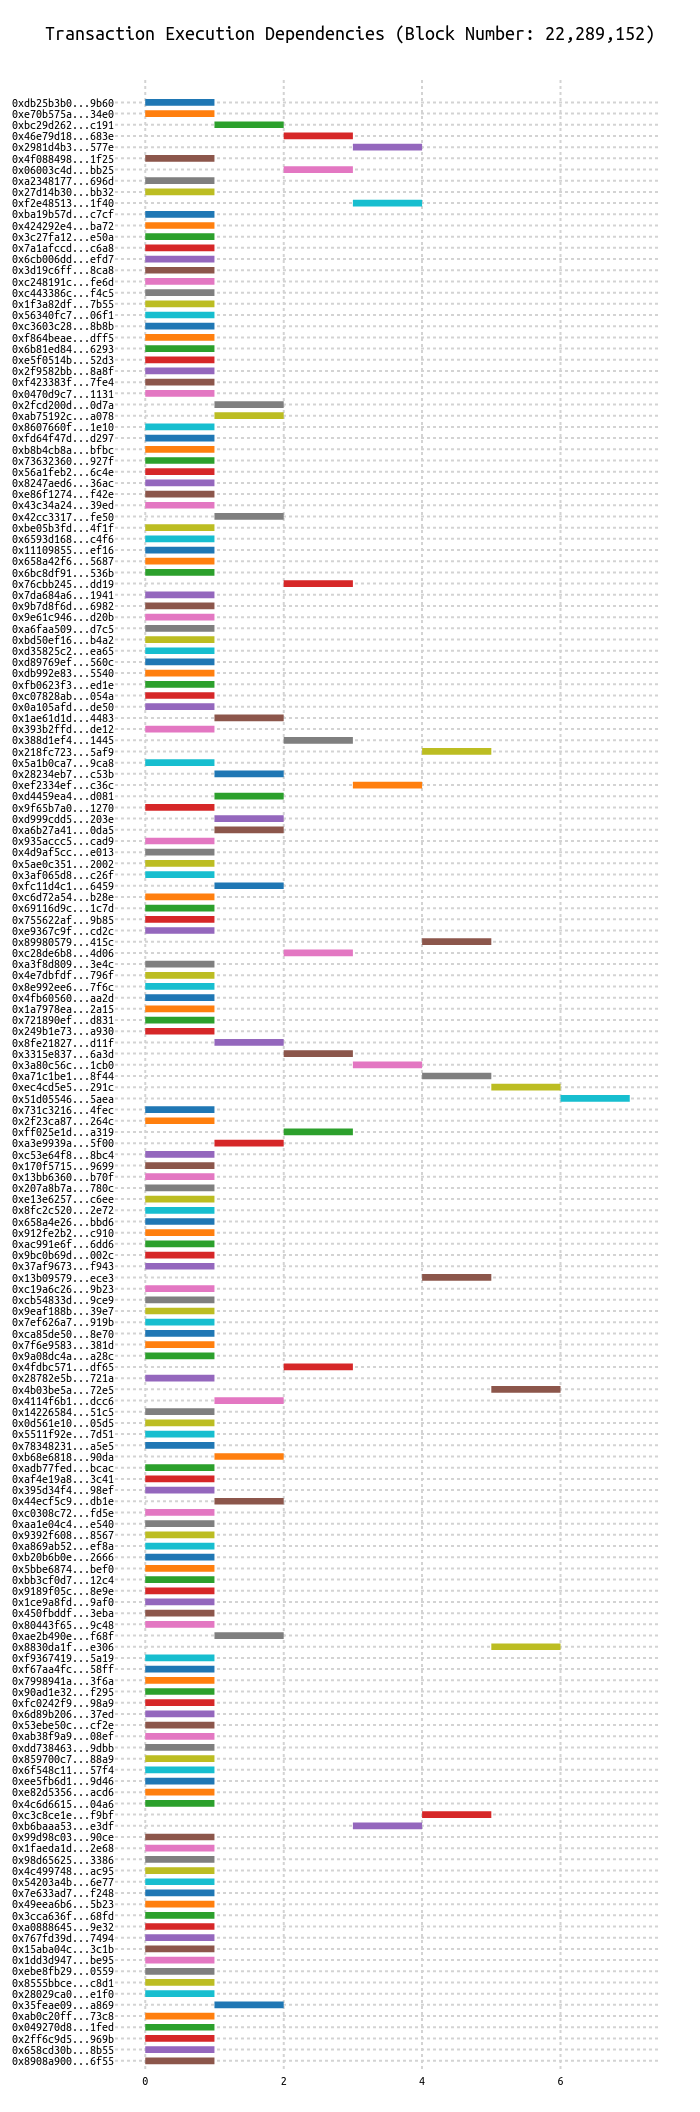 Transaction Execution Dependencies (Block Number: 22,289,152)
0xdb25b3b0...9b60
0xe70b575a...34e0
0xbc29d262...c191
0x46e79d18...683e
0x2981d4b3...577e
0x4f088498...1f25
0x06003c4d...bb25
0xa2348177...696d
0x27d14b30...bb32
0xf2e48513...1f40
0xba19b57d...c7cf
0x424292e4...ba72
0x3c27fa12...e50a
0x7a1afccd...c6a8
0x6cb006dd...efd7
0x3d19c6ff...8ca8
0xc248191c...fe6d
0xc443386c...f4c5
0x1f3a82df...7b55
0x56340fc7...06f1
0xc3603c28...8b8b
0xf864beae...dff5
0x6b81ed84...6293
0xe5f0514b...52d3
0x2f9582bb...8a8f
0xf423383f...7fe4
0x0470d9c7...1131
0x2fcd200d...0d7a
0xab75192c...a078
0x8607660f...1e10
0xfd64f47d...d297
0xb8b4cb8a...bfbc
0x73632360...927f
0x56a1feb2...6c4e
0x8247aed6...36ac
0xe86f1274...f42e
0x43c34a24...39ed
0x42cc3317...fe50
0xbe05b3fd...4f1f
0x6593d168...c4f6
0x11109855...ef16
0x658a42f6...5687
0x6bc8df91...536b
0x76cbb245...dd19
0x7da684a6...1941
0x9b7d8f6d...6982
0x9e61c946...d20b
0xa6faa509...d7c5
0xbd50ef16...b4a2
0xd35825c2...ea65
0xd89769ef...560c
0xdb992e83...5540
0xfb0623f3...ed1e
0xc07828ab...054a
0x0a105afd...de50
0x1ae61d1d...4483
0x393b2ffd...de12
0x388d1ef4...1445
0x218fc723...5af9
0x5a1b0ca7...9ca8
0x28234eb7...c53b
0xef2334ef...c36c
0xd4459ea4...d081
0x9f65b7a0...1270
0xd999cdd5...203e
0xa6b27a41...0da5
0x935accc5...cad9
0x4d9af5cc...e013
0x5ae0c351...2002
0x3af065d8...c26f
0xfc11d4c1...6459
0xc6d72a54...b28e
0x69116d9c...1c7d
0x755622af...9b85
0xe9367c9f...cd2c
0x89980579...415c
0xc28de6b8...4d06
0xa3f8d809...3e4c
0x4e7dbfdf...796f
0x8e992ee6...7f6c
0x4fb60560...aa2d
0x1a7978ea...2a15
0x721890ef...d831
0x249b1e73...a930
0x8fe21827...d11f
0x3315e837...6a3d
0x3a80c56c...1cb0
0xa71c1be1...8f44
0xec4cd5e5...291c
0x51d05546...5aea
0x731c3216...4fec
0x2f23ca87...264c
0xff025e1d...a319
0xa3e9939a...5f00
0xc53e64f8...8bc4
0x170f5715...9699
0x13bb6360...b70f
0x207a8b7a...780c
0xe13e6257...c6ee
0x8fc2c520...2e72
0x658a4e26...bbd6
0x912fe2b2...c910
0xac991e6f...6dd6
0x9bc0b69d...002c
0x37af9673...f943
0x13b09579...ece3
0xc19a6c26...9b23
0xcb54833d...9ce9
0x9eaf188b...39e7
0x7ef626a7...919b
0xca85de50...8e70
0x7f6e9583...381d
0x9a08dc4a...a28c
0x4fdbc571...df65
0x28782e5b...721a
0x4b03be5a...72e5
0x4114f6b1...dcc6
0x14226584...51c5
0x0d561e10...05d5
0x5511f92e...7d51
0x78348231...a5e5
0xb68e6818...90da
0xadb77fed...bcac
0xaf4e19a8...3c41
0x395d34f4...98ef
0x44ecf5c9...db1e
0xc0308c72...fd5e
0xaa1e04c4...e540
0x9392f608...8567
0xa869ab52...ef8a
0xb20b6b0e...2666
0x5bbe6874...bef0
0xbb3cf0d7...12c4
0x9189f05c...8e9e
0x1ce9a8fd...9af0
0x450fbddf...3eba
0x80443f65...9c48
0xae2b490e...f68f
0x8830da1f...e306
0xf9367419...5a19
0xf67aa4fc...58ff
0x7998941a...3f6a
0x90ad1e32...f295
0xfc0242f9...98a9
0x6d89b206...37ed
0x53ebe50c...cf2e
0xab38f9a9...08ef
0xdd738463...9dbb
0x859700c7...88a9
0x6f548c11...57f4
0xee5fb6d1...9d46
0xe82d5356...acd6
0x4c6d6615...04a6
0xc3c8ce1e...f9bf
0xb6baaa53...e3df
0x99d98c03...90ce
0x1faeda1d...2e68
0x98d65625...3386
0x4c499748...ac95
0x54203a4b...6e77
0x7e633ad7...f248
0x49eea6b6...5b23
0x3cca636f...68fd
0xa0888645...9e32
0x767fd39d...7494
0x15aba04c...3c1b
0x1dd3d947...be95
0xebe8fb29...0559
0x8555bbce...c8d1
0x28029ca0...e1f0
0x35feae09...a869
0xab0c20ff...73c8
0x049270d8...1fed
0x2ff6c9d5...969b
0x658cd30b...8b55
0x8908a900...6f55
0 2 4 6